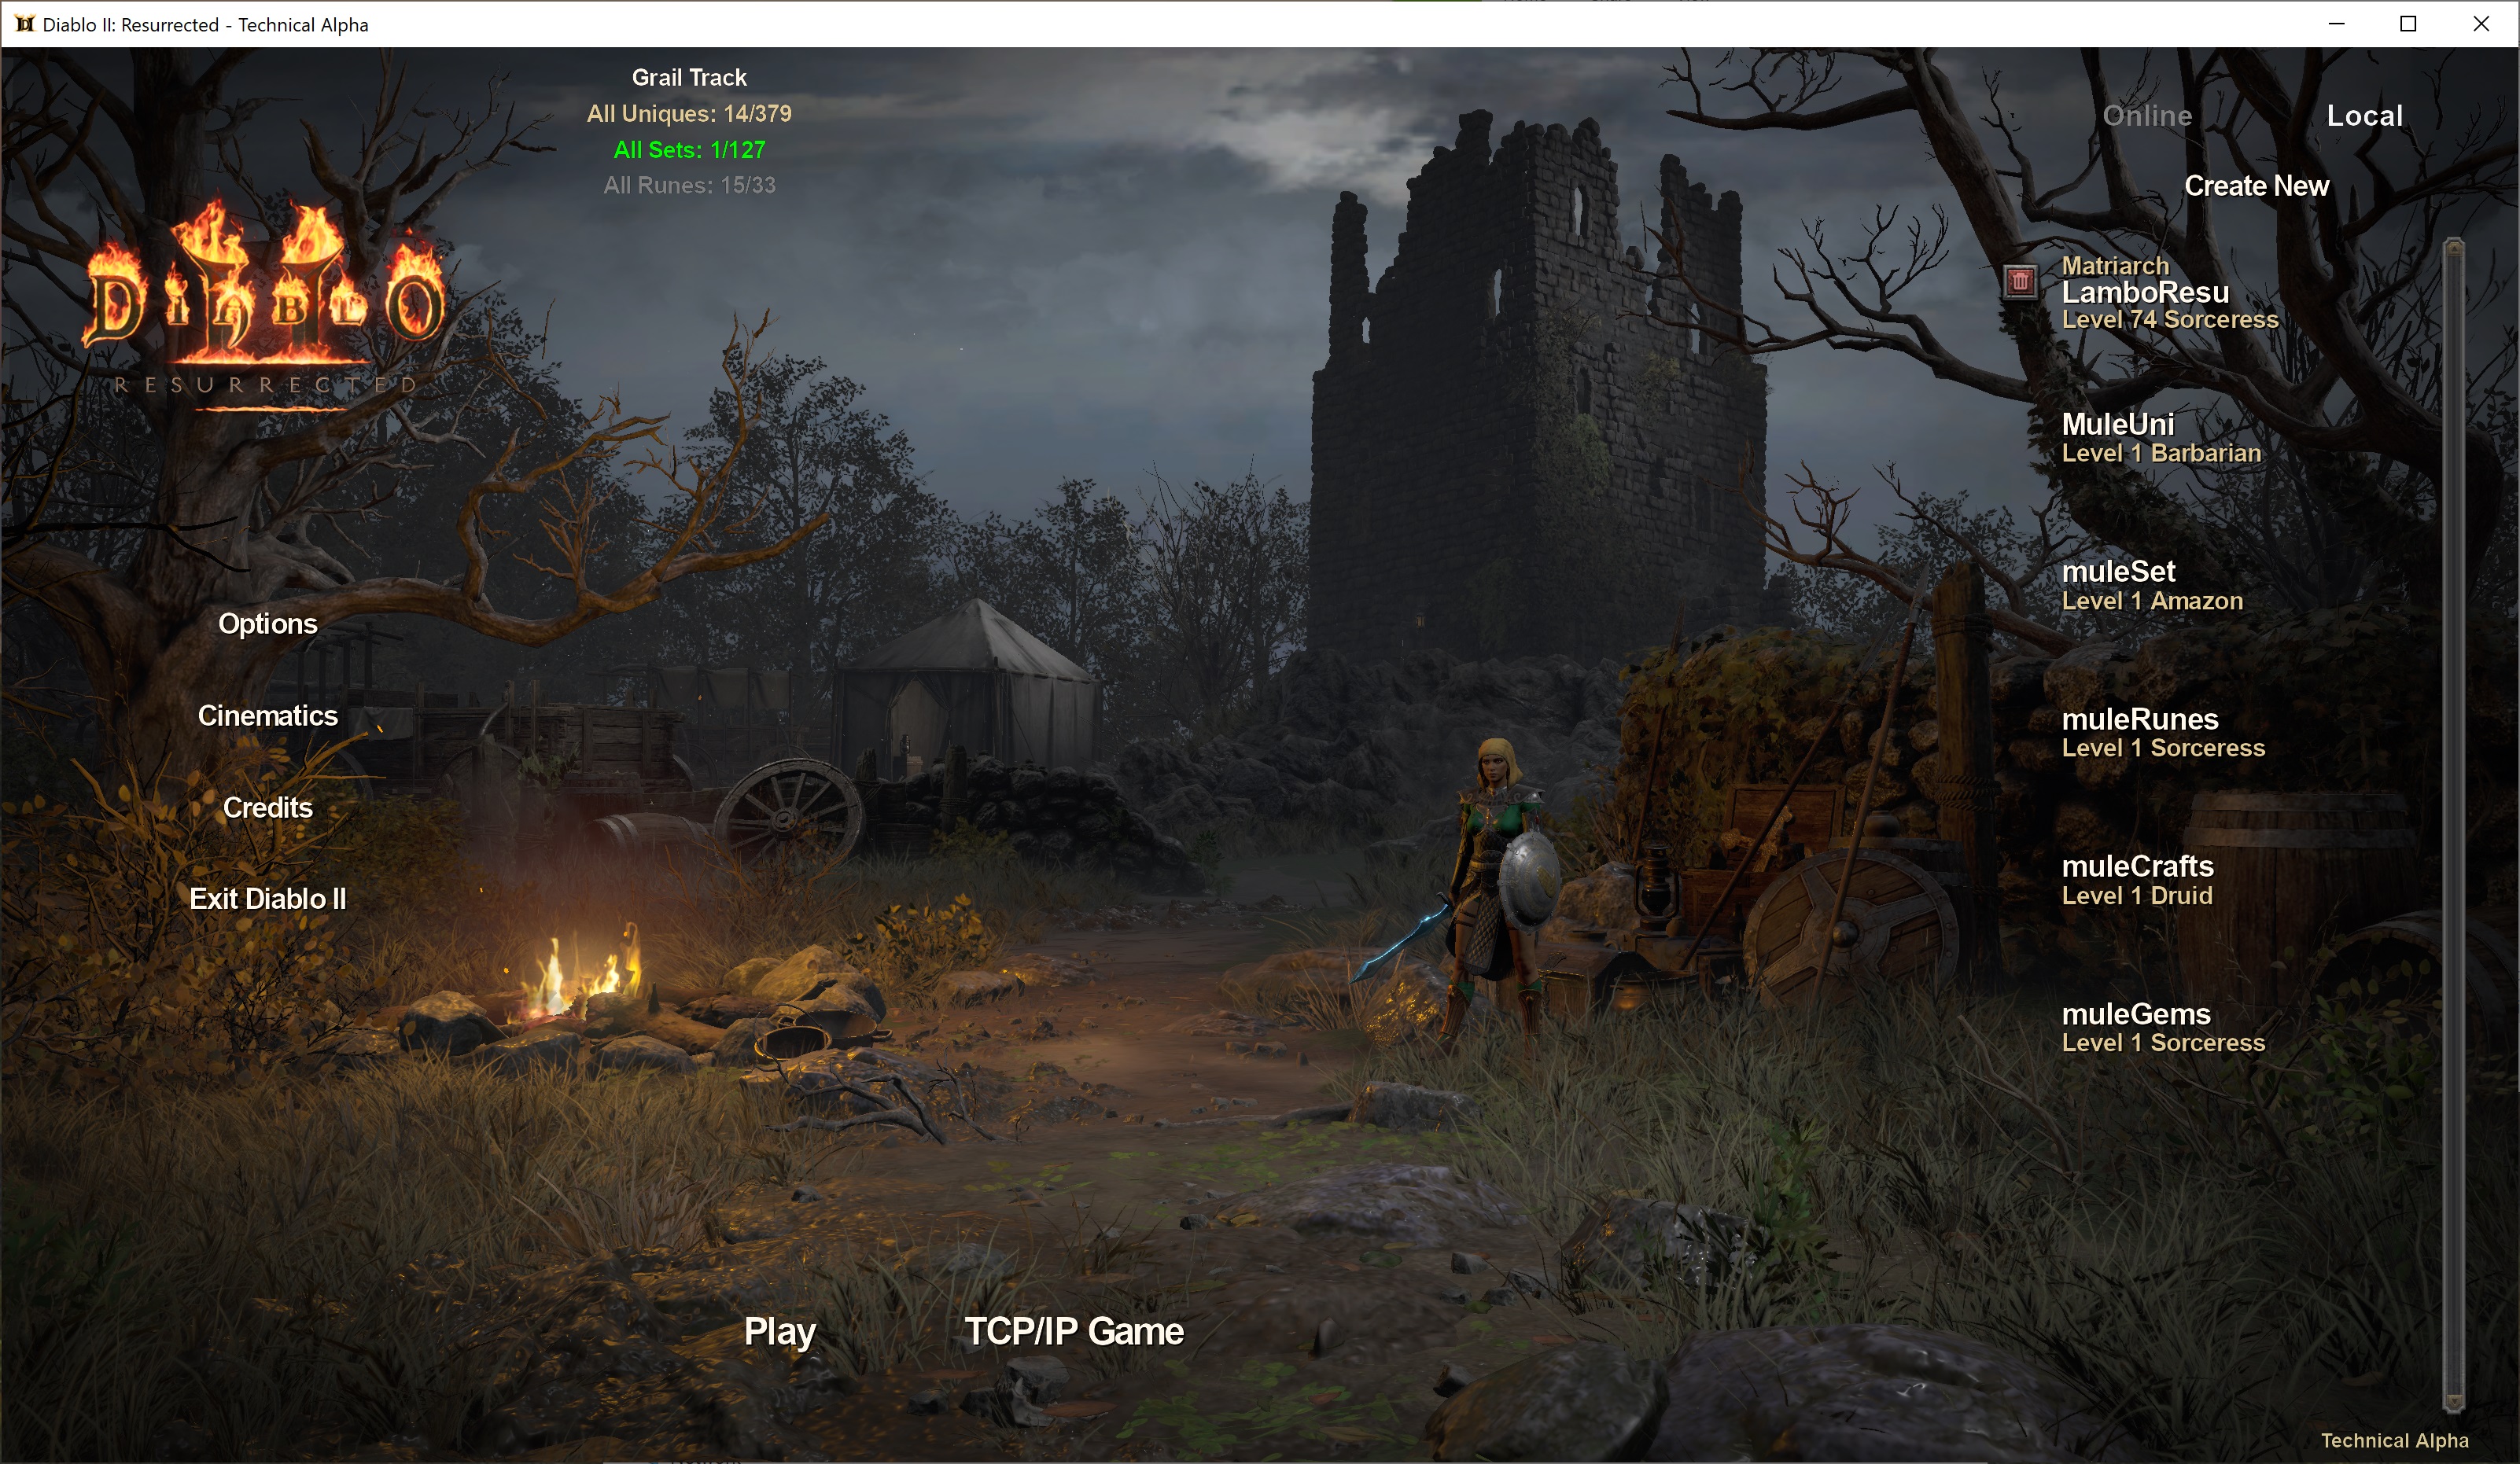 Diablo II: Resurrected - Technical Alpha
Grail Track
All Uniques: 14/379
All Sets: 1/127
All Runes: 15/33
Online
Local
Create New
DIABLO II
RESURRECTED
Matriarch
LamboResu
Level 74 Sorceress
MuleUni
Level 1 Barbarian
muleSet
Level 1 Amazon
Options
Cinematics
muleRunes
Level 1 Sorceress
Credits
muleCrafts
Level 1 Druid
Exit Diablo II
muleGems
Level 1 Sorceress
Play
TCP/IP Game
Technical Alpha